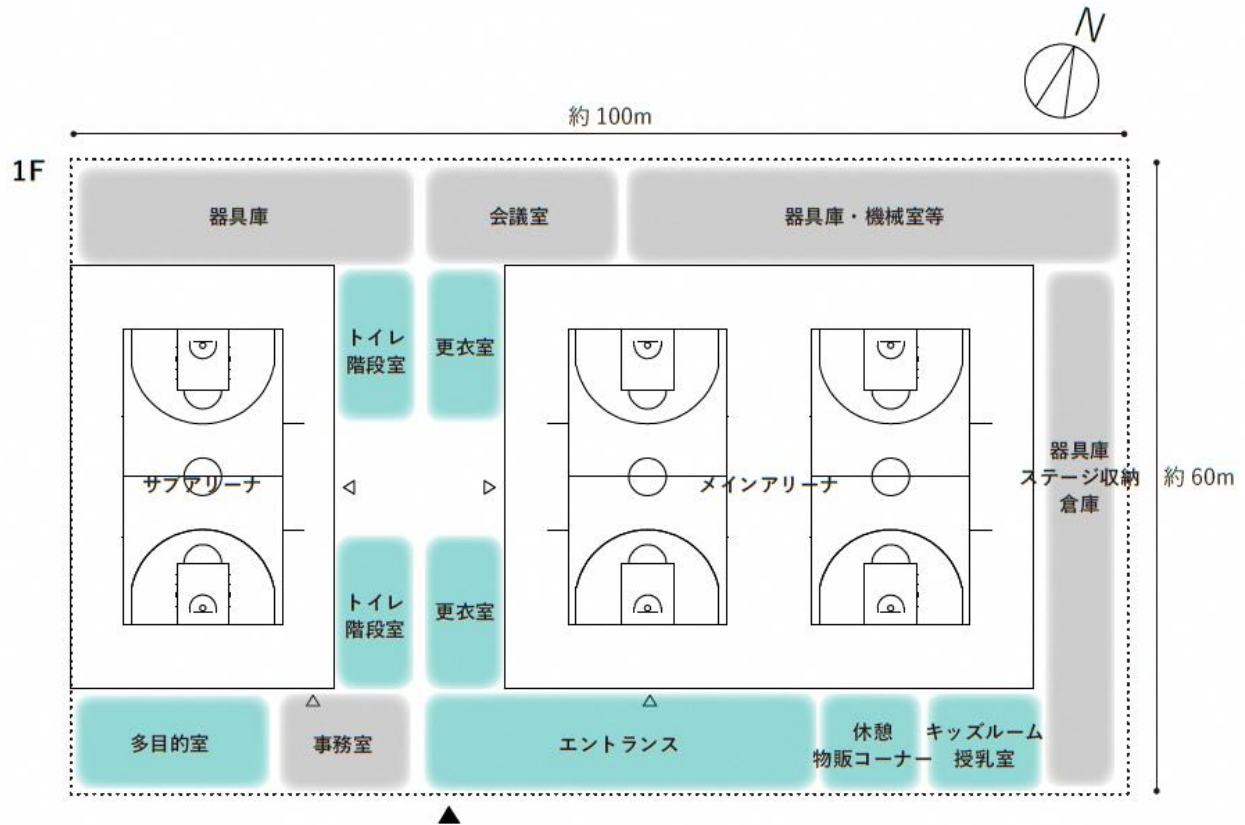 N
約 100m
1F
器具庫
会議室
器具庫・機械室等
トイレ
階段室
更衣室
サブアリーナ
メインアリーナ
器具庫
ステージ収納
倉庫
約 60m
トイレ
階段室
更衣室
多目的室
事務室
エントランス
休憩
物販コーナー
キッズルーム
授乳室